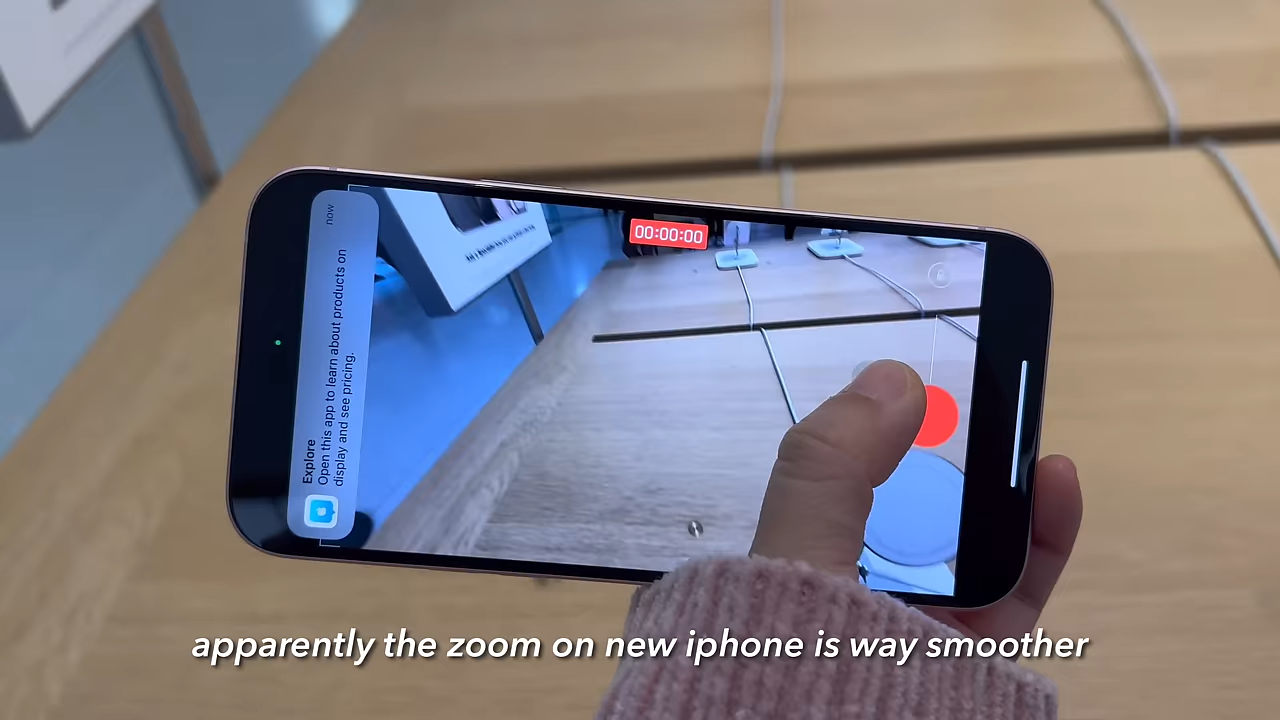 00:00:00
Explore
now
Open this app to learn about products on
display and see pricing.
apparently the zoom on new iphone is way smoother